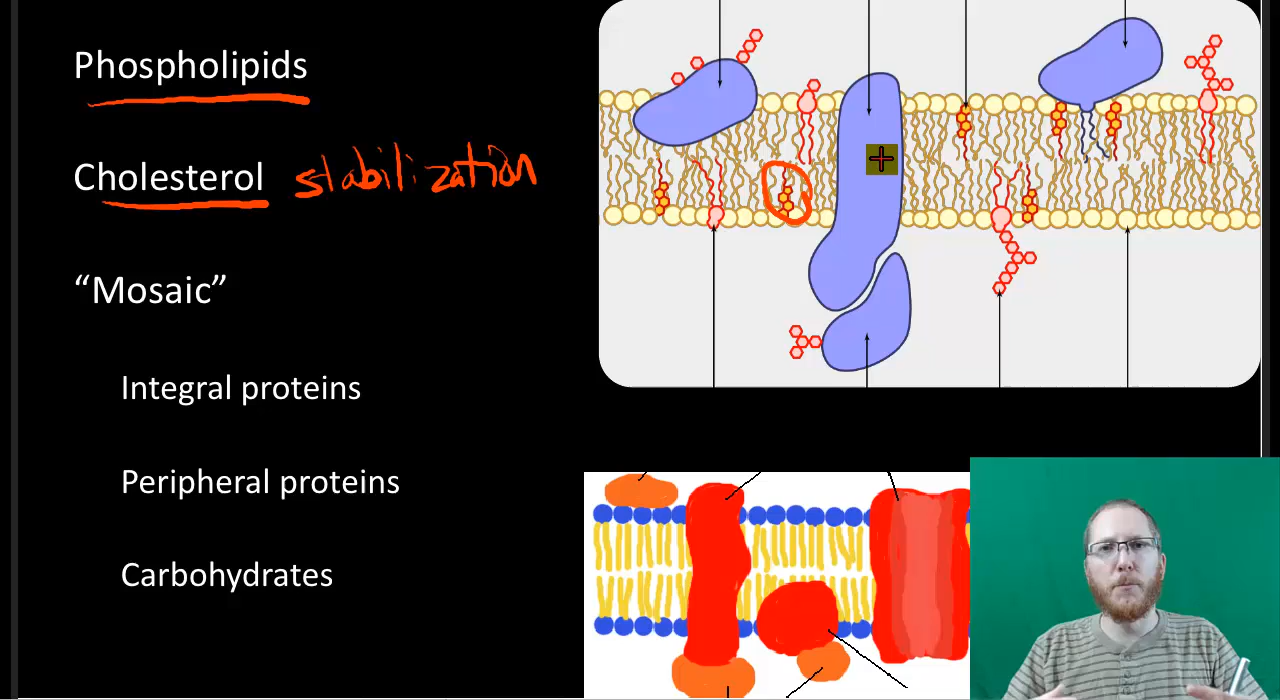 Phospholipids
Cholesterol stabilization
“Mosaic”
Integral proteins
Peripheral proteins
Carbohydrates